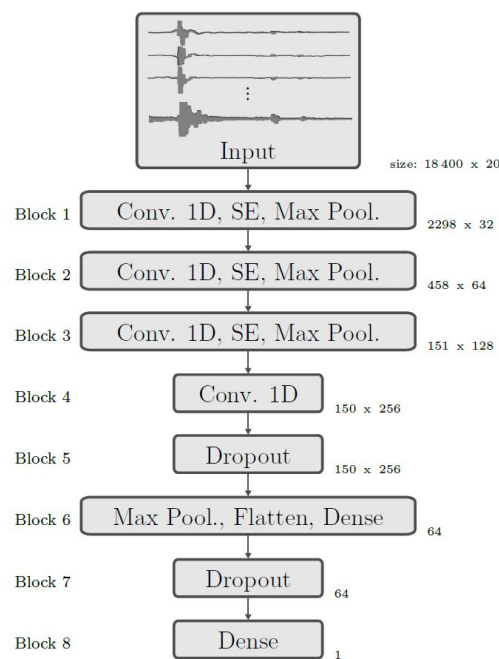 ⋮
Input
size: 18 400 x 20
Block 1 Conv. 1D, SE, Max Pool.
2298 x 32
Block 2 Conv. 1D, SE, Max Pool.
458 x 64
Block 3 Conv. 1D, SE, Max Pool.
151 x 128
Block 4 Conv. 1D
150 x 256
Block 5 Dropout
150 x 256
Block 6 Max Pool., Flatten, Dense
64
Block 7 Dropout
64
Block 8 Dense
1